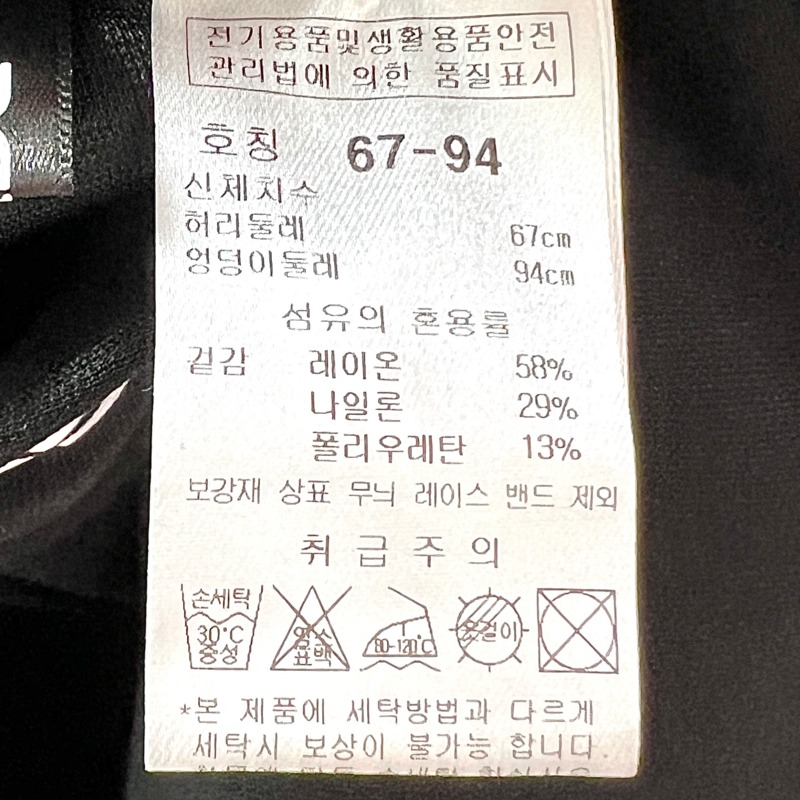 전기용품및생활용품안전
관리법에 의한 품질표시
호칭 67-94
신체치수
허리둘레 67cm
엉덩이둘레 94cm
섬유의 혼용률
겉감 레이온 58%
나일론 29%
폴리우레탄 13%
보강재 상표 무늬 레이스 밴드 제외
취급주의
손세탁
30°C
중성
염소
표백
80-120°C
옷걸이
*본 제품에 세탁방법과 다르게
세탁시 보상이 불가능 합니다.